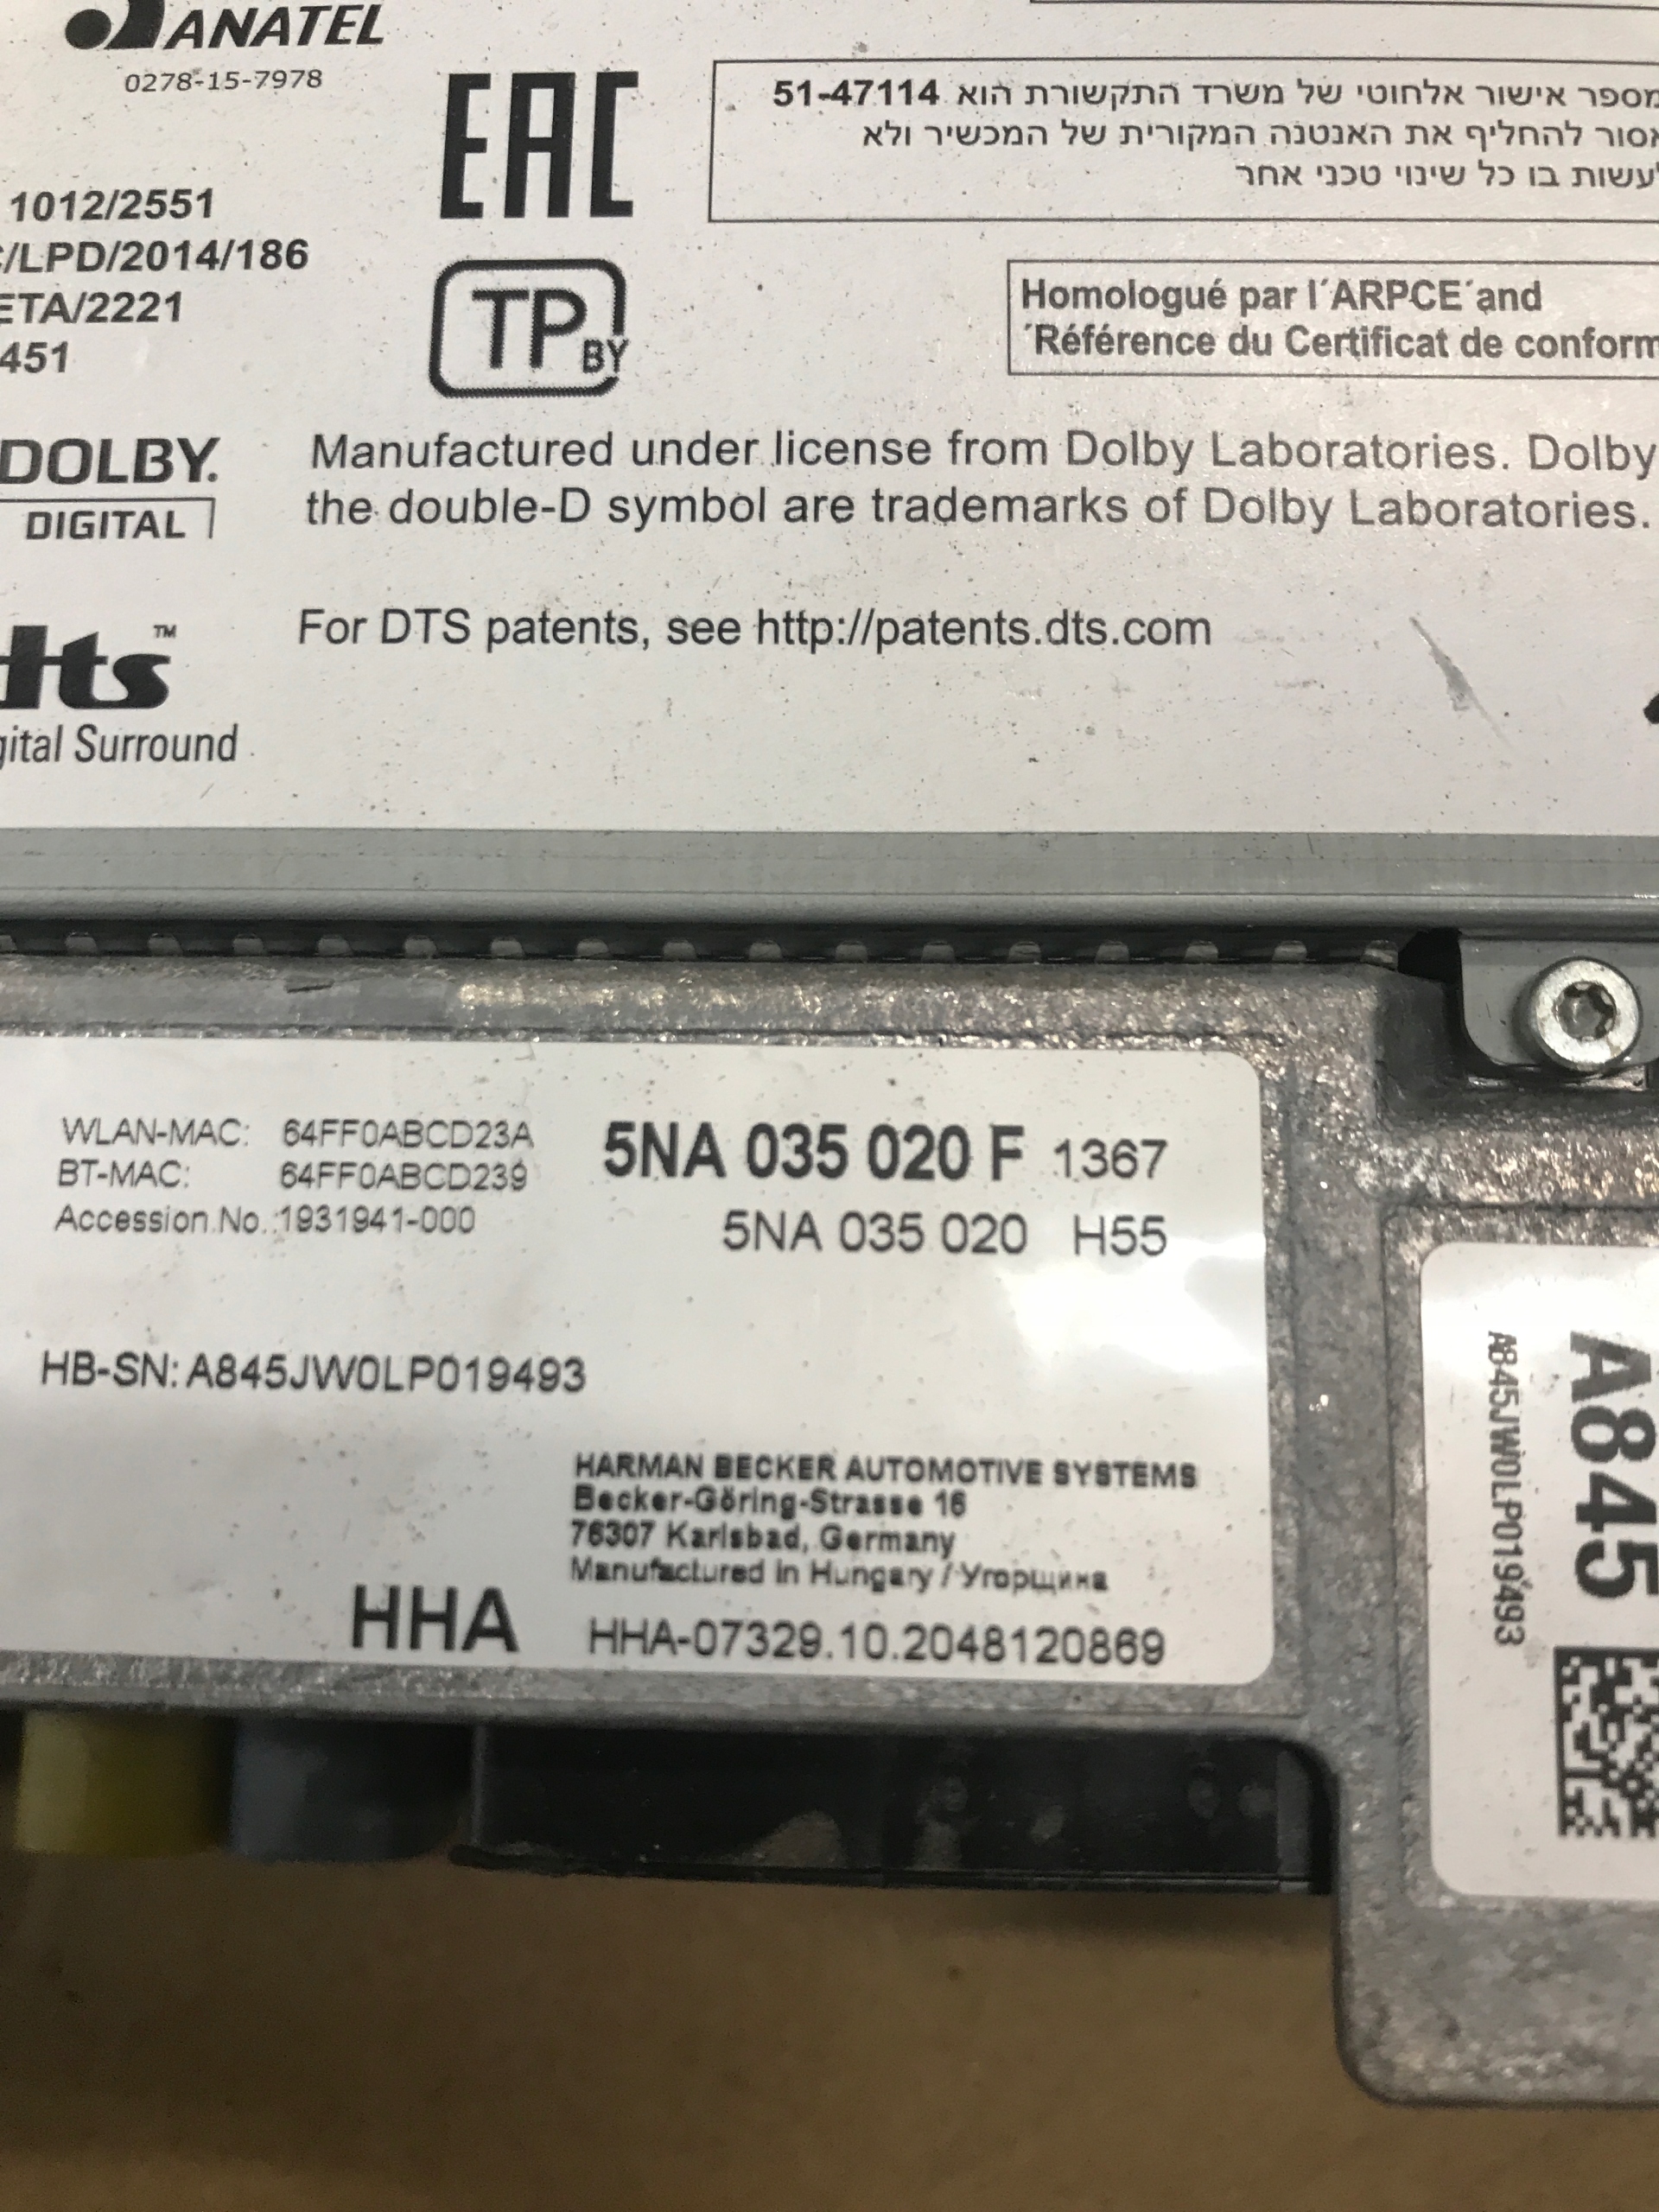 ANATEL
0278-15-7978
EAC
מספר אישור אלחוטי של משרד התקשורת הוא 51-47114
אסור להחליף את האנטנה המקורית של המכשיר ולא
לעשות בו כל שינוי טכני אחר
1012/2551
/LPD/2014/186
ETA/2221
451
TP BY
Homologué par l´ARPCE´and
´Référence du Certificat de conform
DOLBY.
DIGITAL
Manufactured under license from Dolby Laboratories. Dolby
the double-D symbol are trademarks of Dolby Laboratories.
dts™
gital Surround
For DTS patents, see http://patents.dts.com
WLAN-MAC: 64FF0ABCD23A
BT-MAC: 64FF0ABCD239
Accession No.:1931941-000
5NA 035 020 F 1367
5NA 035 020 H55
HB-SN: A845JW0LP019493
HARMAN BECKER AUTOMOTIVE SYSTEMS
Becker-Göring-Strasse 16
76307 Karlsbad, Germany
Manufactured in Hungary / Угорщина
HHA
HHA-07329.10.2048120869
A845
A845JW0LP019493